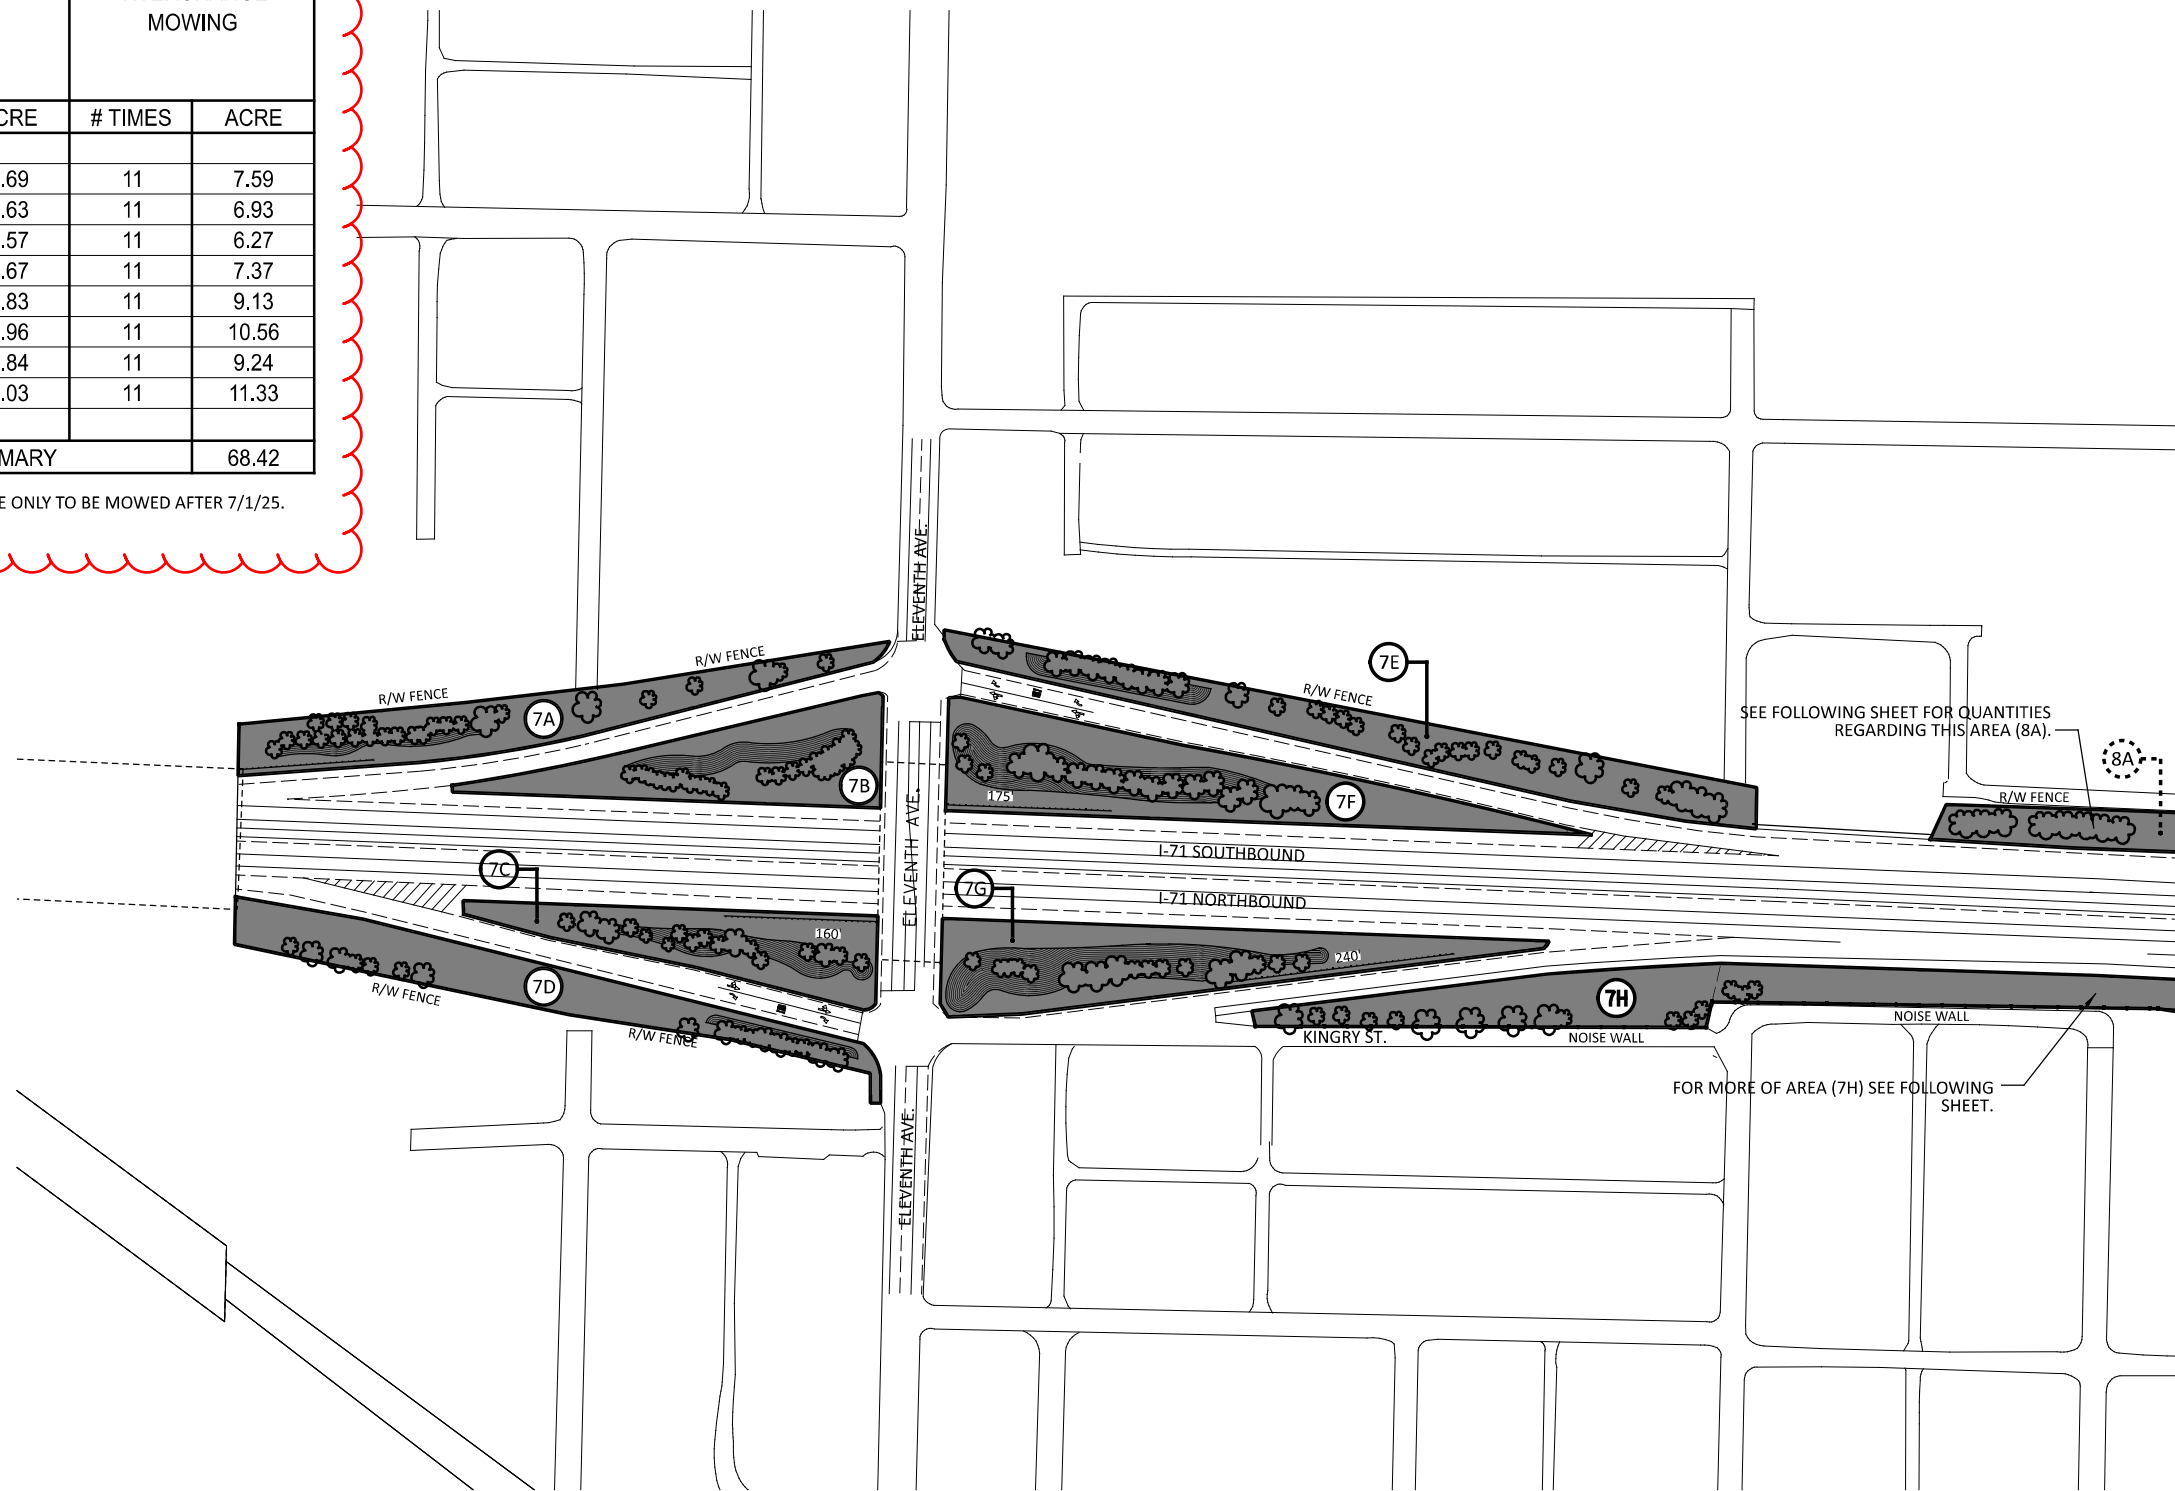 MOWING
CRE # TIMES ACRE
.69 11 7.59
.63 11 6.93
.57 11 6.27
.67 11 7.37
.83 11 9.13
.96 11 10.56
.84 11 9.24
.03 11 11.33
MARY 68.42
E ONLY TO BE MOWED AFTER 7/1/25.
ELEVENTH AVE.
R/W FENCE
R/W FENCE
7A
7B
7E
R/W FENCE
SEE FOLLOWING SHEET FOR QUANTITIES
REGARDING THIS AREA (8A).
8A
R/W FENCE
175'
7F
ELEVENTH AVE.
I-71 SOUTHBOUND
7C
7G
I-71 NORTHBOUND
160'
240'
7D
R/W FENCE
R/W FENCE
7H
KINGRY ST.
NOISE WALL
NOISE WALL
FOR MORE OF AREA (7H) SEE FOLLOWING
SHEET.
ELEVENTH AVE.